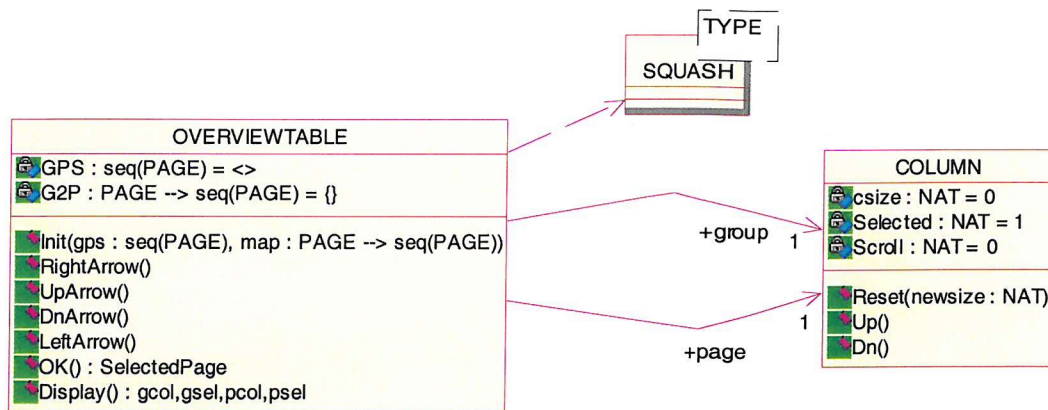 TYPE
SQUASH
OVERVIEWTABLE
GPS : seq(PAGE) = <>
G2P : PAGE --> seq(PAGE) = {}
Init(gps : seq(PAGE), map : PAGE --> seq(PAGE))
RightArrow()
UpArrow()
DnArrow()
LeftArrow()
OK() : SelectedPage
Display() : gcol,gsel,pcol,psel
+group
1
+page
1
COLUMN
csize : NAT = 0
Selected : NAT = 1
Scroll : NAT = 0
Reset(newsize : NAT)
Up()
Dn()